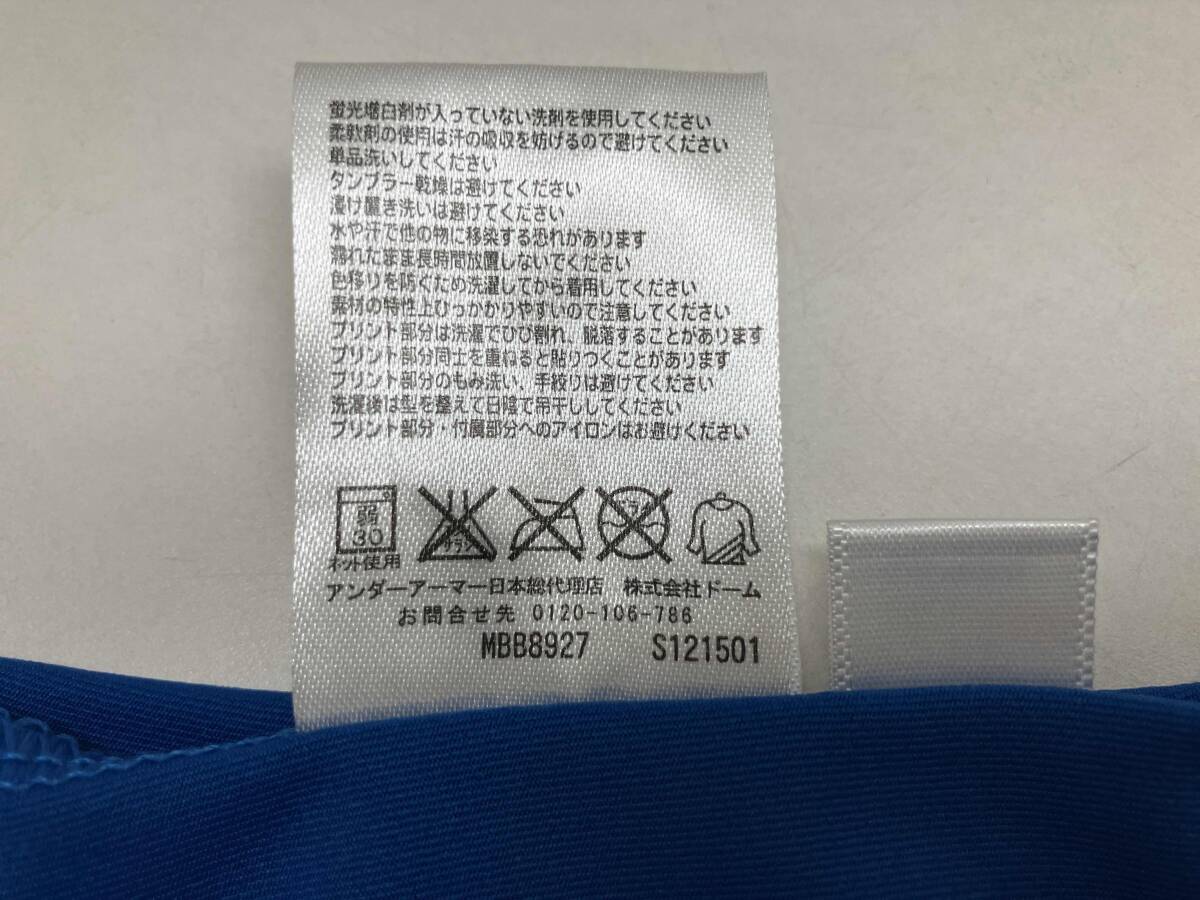 蛍光増白剤が入っていない洗剤を使用してください
柔軟剤の使用は汗の吸収を妨げるので避けてください
単品洗いしてください
タンブラー乾燥は避けてください
漬け置き洗いは避けてください
水や汗で他の物に移染する恐れがあります
濡れたまま長時間放置しないでください
色移りを防ぐため洗濯してから着用してください
素材の特性上ひっかかりやすいので注意してください
プリント部分は洗濯でひび割れ、脱落することがあります
プリント部分同士を重ねると貼りつくことがあります
プリント部分のもみ洗い、手絞りは避けてください
洗濯後は型を整えて日陰で吊干ししてください
プリント部分・付属部分へのアイロンはお避けください
弱
30
エンソ
サラシ
ドライ
ネット使用
アンダーアーマー日本総代理店 株式会社ドーム
お問合せ先 0120-106-786
MBB8927 S121501